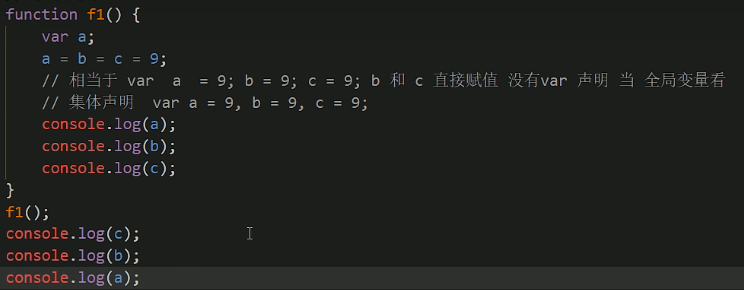 function f1() {
    var a;
    a = b = c = 9;
    // 相当于 var  a  = 9; b = 9; c = 9; b 和 c 直接赋值 没有var 声明 当 全局变量看
    // 集体声明  var a = 9, b = 9, c = 9;
    console.log(a);
    console.log(b);
    console.log(c);
}
f1();
console.log(c);
console.log(b);
console.log(a);